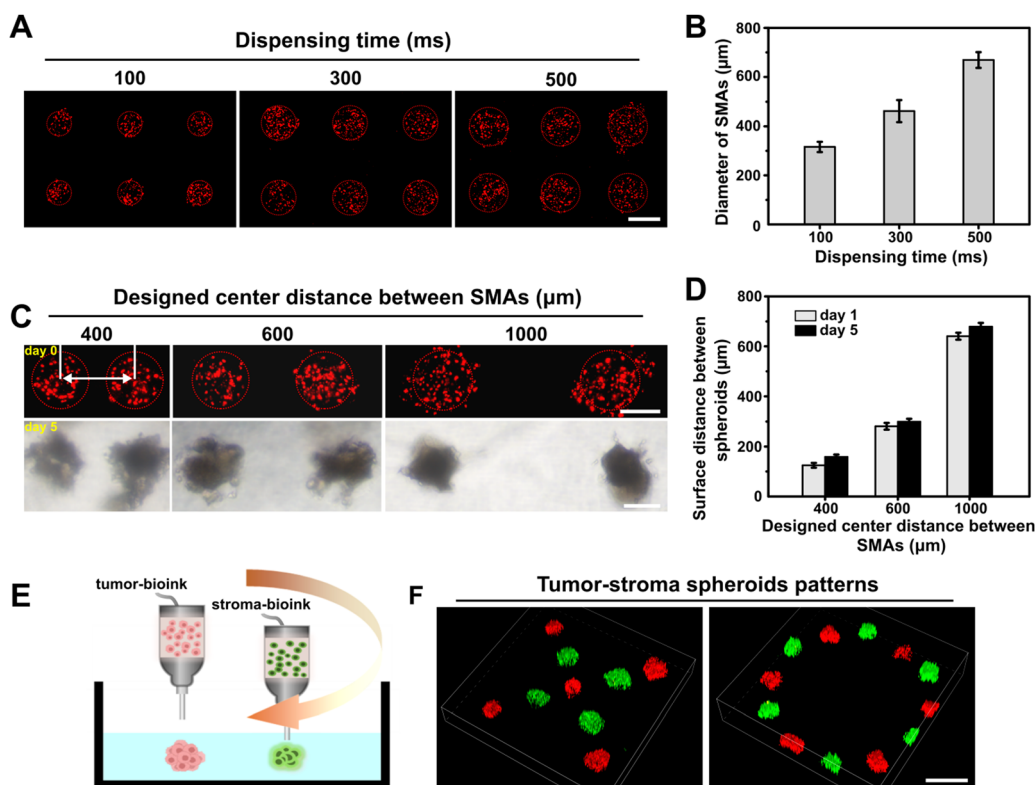 A
Dispensing time (ms)
100 300 500
B
Diameter of SMAs (μm)
800
600
400
200
0
100 300 500
Dispensing time (ms)
C
Designed center distance between SMAs (μm)
400 600 1000
day 0
day 5
D
Surface distance between
spheroids (μm)
800
600
400
200
0
day 1
day 5
400 600 1000
Designed center distance between
SMAs (μm)
E
tumor-bioink
stroma-bioink
F
Tumor-stroma spheroids patterns